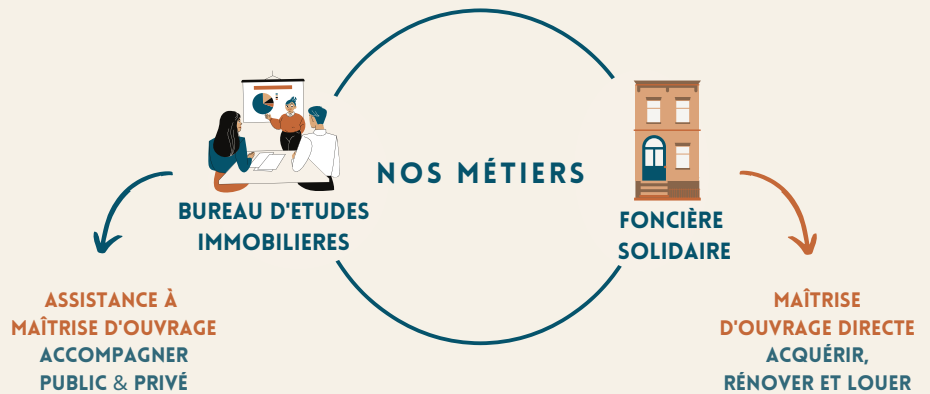 NOS MÉTIERS
BUREAU D'ETUDES
IMMOBILIERES
ASSISTANCE À
MAÎTRISE D'OUVRAGE
ACCOMPAGNER
PUBLIC & PRIVÉ
FONCIÈRE
SOLIDAIRE
MAÎTRISE
D'OUVRAGE DIRECTE
ACQUÉRIR,
RÉNOVER ET LOUER